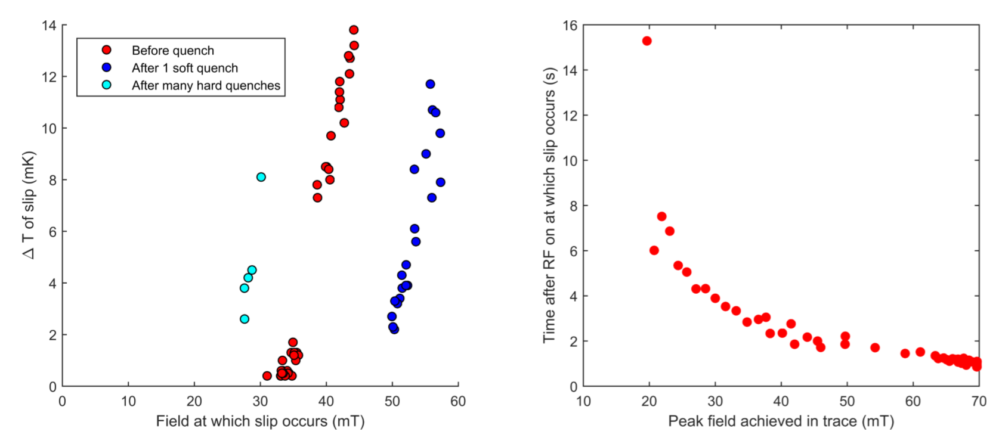 14
12
10
8
6
4
2
0
Δ T of slip (mK)
Before quench
After 1 soft quench
After many hard quenches
0 10 20 30 40 50 60
Field at which slip occurs (mT)
16
14
12
10
8
6
4
2
0
Time after RF on at which slip occurs (s)
10 20 30 40 50 60 70
Peak field achieved in trace (mT)